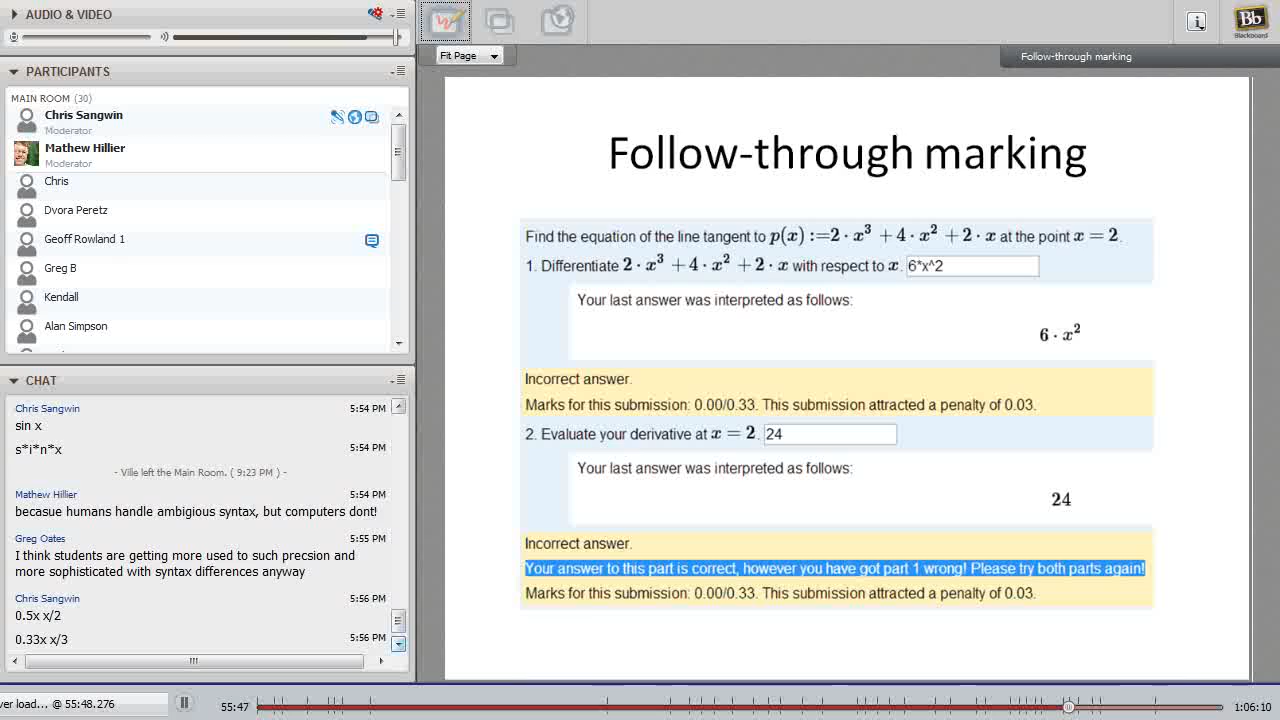 AUDIO & VIDEO
PARTICIPANTS
MAIN ROOM (30)
Chris Sangwin
Moderator
Mathew Hillier
Moderator
Chris
Dvora Peretz
Geoff Rowland 1
Greg B
Kendall
Alan Simpson
CHAT
Chris Sangwin 5:54 PM
sin x
s*i*n*x 5:54 PM
- Ville left the Main Room. ( 9:23 PM ) -
Mathew Hillier 5:54 PM
becasue humans handle ambigious syntax, but computers dont!
Greg Oates 5:55 PM
I think students are getting more used to such precsion and
more sophisticated with syntax differences anyway
Chris Sangwin 5:56 PM
0.5x x/2
0.33x x/3 5:56 PM
Fit Page
Follow-through marking
Bb
Blackboard
Follow-through marking
Find the equation of the line tangent to p(x) :=2 · x³ + 4 · x² + 2 · x at the point x = 2.
1. Differentiate 2 · x³ + 4 · x² + 2 · x with respect to x. 6*x^2
Your last answer was interpreted as follows:
6 · x²
Incorrect answer.
Marks for this submission: 0.00/0.33. This submission attracted a penalty of 0.03.
2. Evaluate your derivative at x = 2. 24
Your last answer was interpreted as follows:
24
Incorrect answer.
Your answer to this part is correct, however you have got part 1 wrong! Please try both parts again!
Marks for this submission: 0.00/0.33. This submission attracted a penalty of 0.03.
ver load... @ 55:48.276
55:47
1:06:10